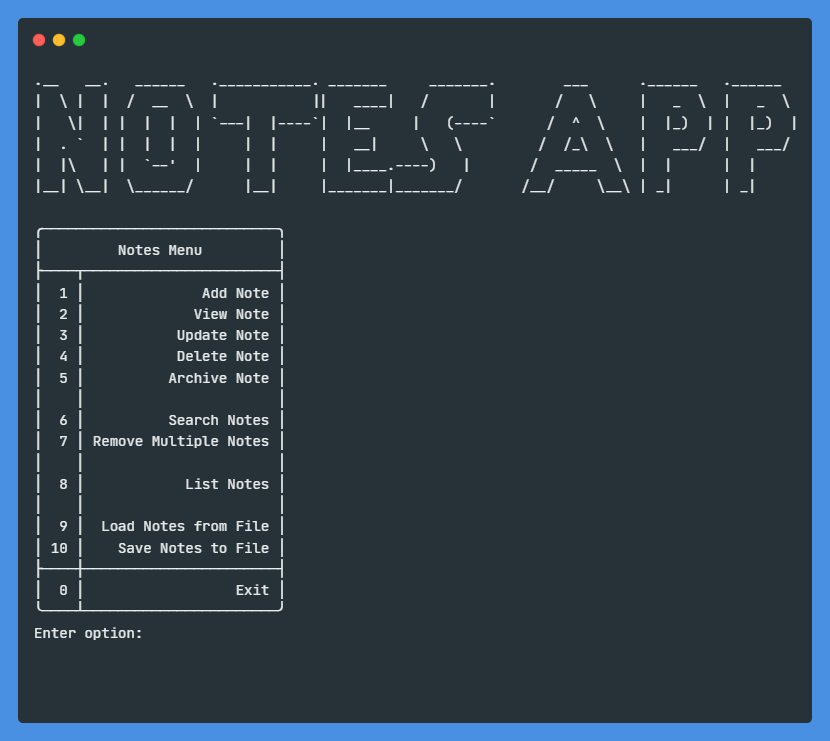 NOTES APP
Notes Menu
1 Add Note
2 View Note
3 Update Note
4 Delete Note
5 Archive Note
6 Search Notes
7 Remove Multiple Notes
8 List Notes
9 Load Notes from File
10 Save Notes to File
0 Exit
Enter option: